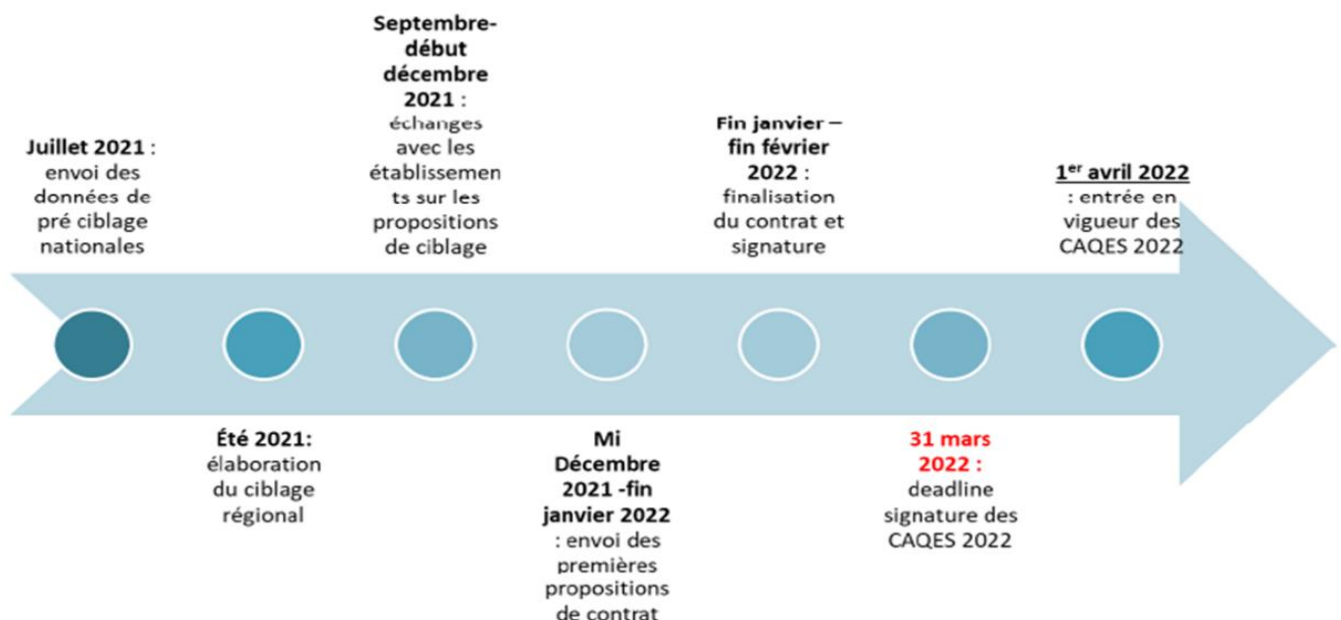 Juillet 2021 :
envoi des
données de
pré ciblage
nationales
Été 2021:
élaboration
du ciblage
régional
Septembre-
début
décembre
2021 :
échanges
avec les
établissemen
ts sur les
propositions
de ciblage
Mi
Décembre
2021 -fin
janvier 2022
: envoi des
premières
propositions
de contrat
Fin janvier –
fin février
2022 :
finalisation
du contrat et
signature
31 mars
2022 :
deadline
signature des
CAQES 2022
1er avril 2022
: entrée en
vigueur des
CAQES 2022